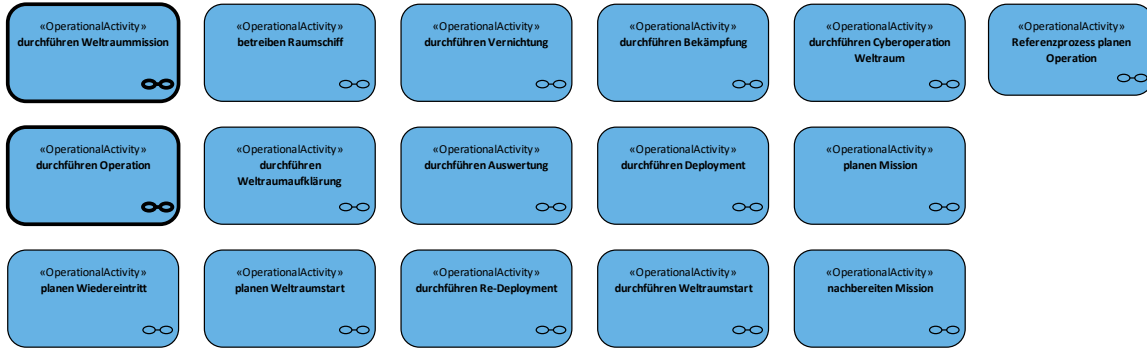 «OperationalActivity»
durchführen Weltraummission
«OperationalActivity»
betreiben Raumschiff
«OperationalActivity»
durchführen Vernichtung
«OperationalActivity»
durchführen Bekämpfung
«OperationalActivity»
durchführen Cyberoperation
Weltraum
«OperationalActivity»
Referenzprozess planen
Operation
«OperationalActivity»
durchführen Operation
«OperationalActivity»
durchführen
Weltraumaufklärung
«OperationalActivity»
durchführen Auswertung
«OperationalActivity»
durchführen Deployment
«OperationalActivity»
planen Mission
«OperationalActivity»
planen Wiedereintritt
«OperationalActivity»
planen Weltraumstart
«OperationalActivity»
durchführen Re-Deployment
«OperationalActivity»
durchführen Weltraumstart
«OperationalActivity»
nachbereiten Mission